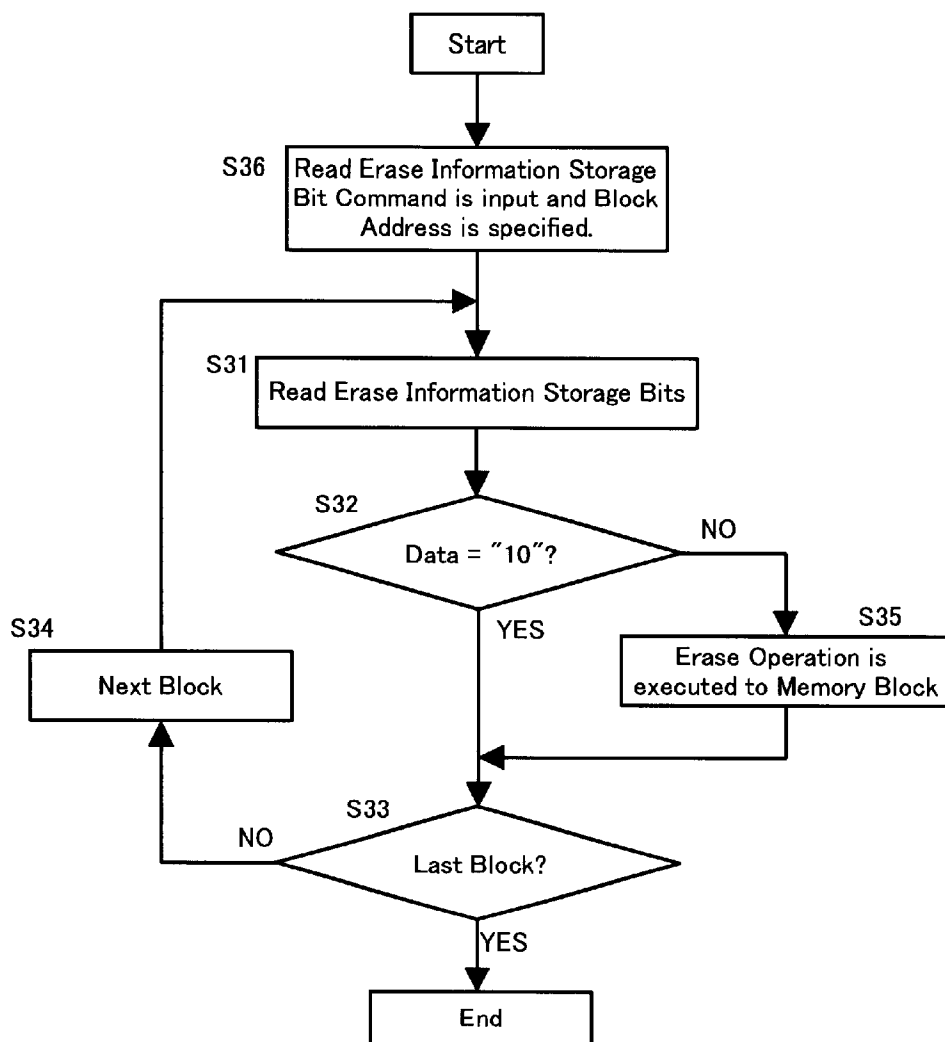 Start
S36
Read Erase Information Storage
Bit Command is input and Block
Address is specified.
S31
Read Erase Information Storage Bits
S32
Data = "10"?
NO
YES
S34
Next Block
S35
Erase Operation is
executed to Memory Block
S33
NO
Last Block?
YES
End